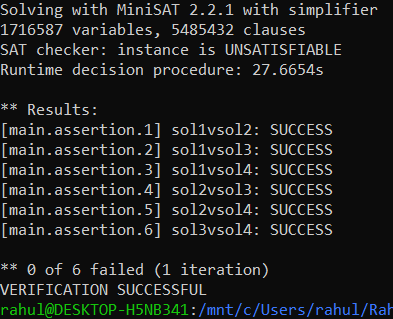 Solving with MiniSAT 2.2.1 with simplifier
1716587 variables, 5485432 clauses
SAT checker: instance is UNSATISFIABLE
Runtime decision procedure: 27.6654s
** Results:
[main.assertion.1] sol1vsol2: SUCCESS
[main.assertion.2] sol1vsol3: SUCCESS
[main.assertion.3] sol1vsol4: SUCCESS
[main.assertion.4] sol2vsol3: SUCCESS
[main.assertion.5] sol2vsol4: SUCCESS
[main.assertion.6] sol3vsol4: SUCCESS
** 0 of 6 failed (1 iteration)
VERIFICATION SUCCESSFUL
rahul@DESKTOP-H5NB341:/mnt/c/Users/rahul/Rah